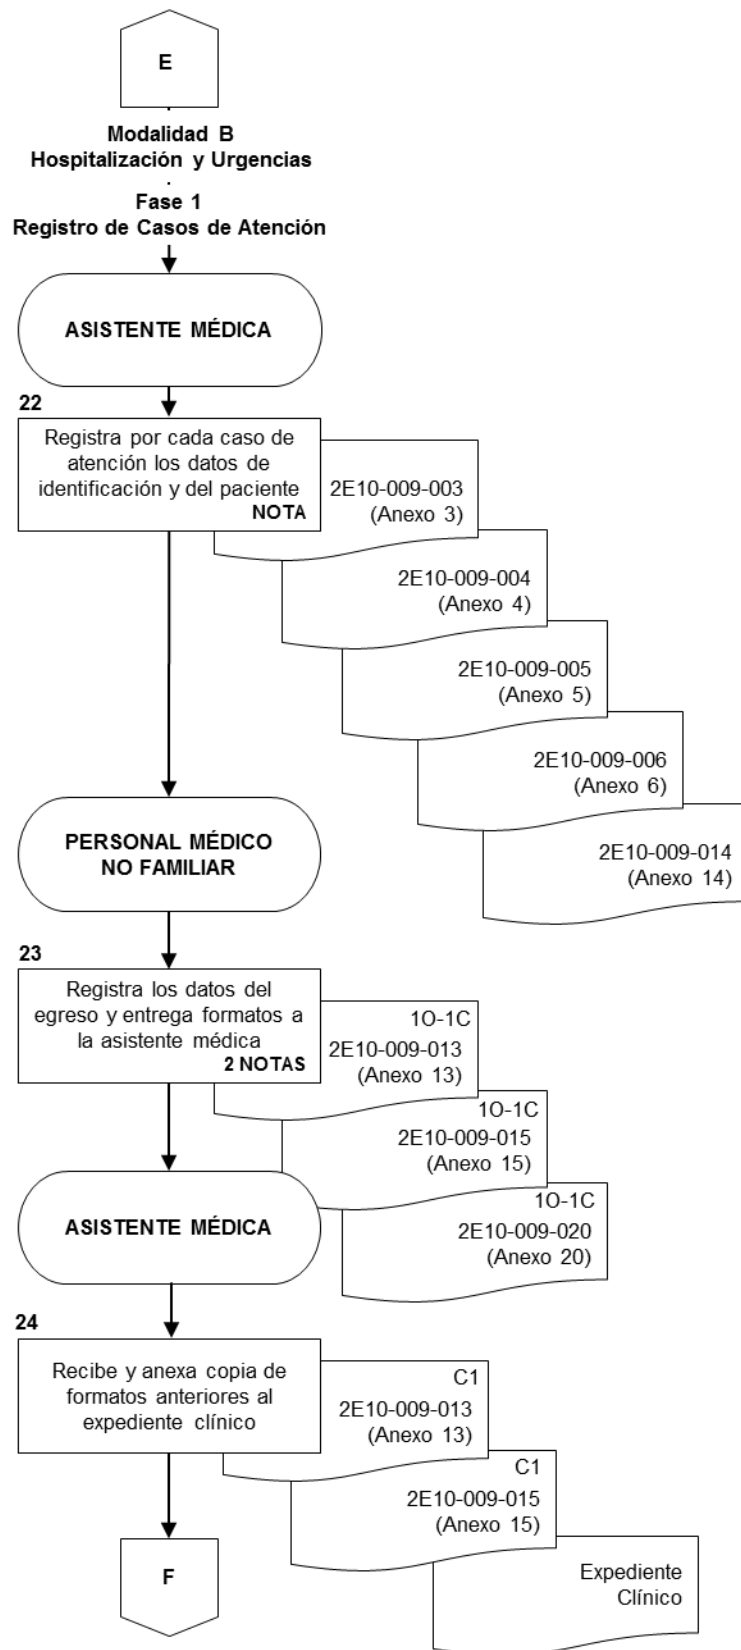 E
Modalidad B
Hospitalización y Urgencias
Fase 1
Registro de Casos de Atención
ASISTENTE MÉDICA
22
Registra por cada caso de
atención los datos de
identificación y del paciente
NOTA
2E10-009-003
(Anexo 3)
2E10-009-004
(Anexo 4)
2E10-009-005
(Anexo 5)
2E10-009-006
(Anexo 6)
2E10-009-014
(Anexo 14)
PERSONAL MÉDICO
NO FAMILIAR
23
Registra los datos del
egreso y entrega formatos a
la asistente médica
2 NOTAS
1O-1C
2E10-009-013
(Anexo 13)
1O-1C
2E10-009-015
(Anexo 15)
1O-1C
2E10-009-020
(Anexo 20)
ASISTENTE MÉDICA
24
Recibe y anexa copia de
formatos anteriores al
expediente clínico
C1
2E10-009-013
(Anexo 13)
C1
2E10-009-015
(Anexo 15)
Expediente
Clínico
F